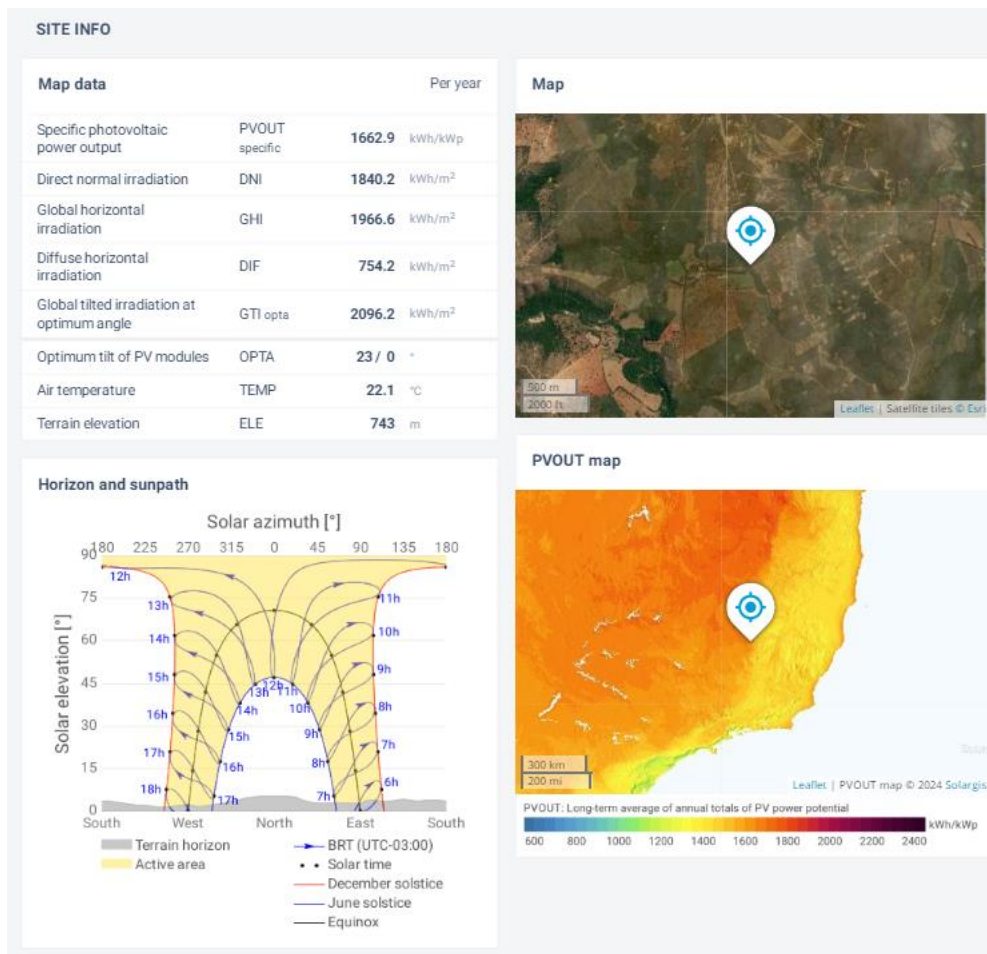 SITE INFO
Map data Per year
Specific photovoltaic
power output PVOUT
specific 1662.9 kWh/kWp
Direct normal irradiation DNI 1840.2 kWh/m²
Global horizontal
irradiation GHI 1966.6 kWh/m²
Diffuse horizontal
irradiation DIF 754.2 kWh/m²
Global tilted irradiation at
optimum angle GTI opta 2096.2 kWh/m²
Optimum tilt of PV modules OPTA 23 / 0 °
Air temperature TEMP 22.1 °C
Terrain elevation ELE 743 m
Map
500 m
2000 ft
Leaflet | Satellite tiles © Esri
Horizon and sunpath
Solar azimuth [°]
180 225 270 315 0 45 90 135 180
Solar elevation [°]
90
75
60
45
30
15
0
12h
13h
14h
15h
16h
17h
18h
11h
10h
9h
8h
7h
6h
13h
12h
11h
14h
10h
15h
9h
16h
8h
17h
7h
South West North East South
Terrain horizon
Active area
BRT (UTC-03:00)
Solar time
December solstice
June solstice
Equinox
PVOUT map
300 km
200 mi
Leaflet | PVOUT map © 2024 Solargis
PVOUT: Long-term average of annual totals of PV power potential
kWh/kWp
600 800 1000 1200 1400 1600 1800 2000 2200 2400